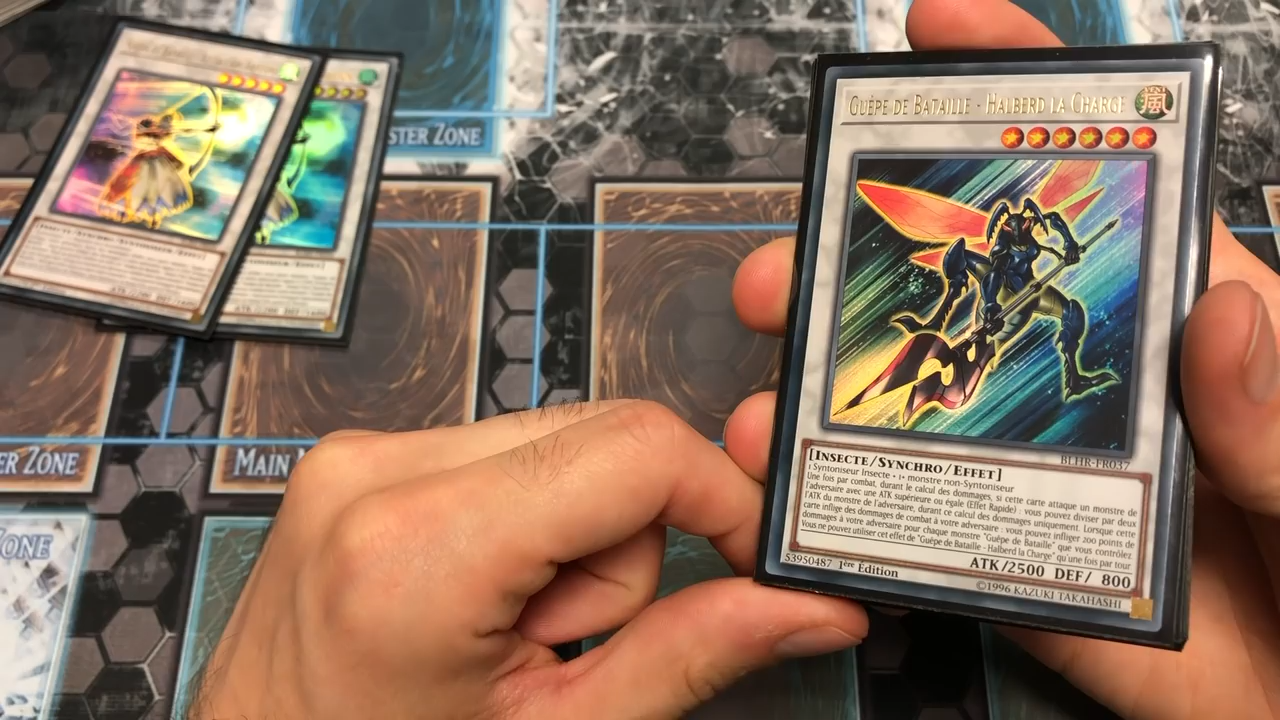 Guêpe de Bataille - Halberd la Charge
VENT
風
BLHR-FR037
[Insecte/Synchro/Effet]
1 Syntoniseur Insecte + 1+ monstre non-Syntoniseur
Une fois par combat, durant le calcul des dommages, si cette carte attaque un monstre de
l'adversaire avec une ATK supérieure ou égale (Effet Rapide) : vous pouvez diviser par deux
l'ATK du monstre de l'adversaire, durant ce calcul des dommages uniquement. Lorsque cette
carte inflige des dommages de combat à votre adversaire : vous pouvez infliger 200 points de
dommages à votre adversaire pour chaque monstre "Guêpe de Bataille" que vous contrôlez.
Vous ne pouvez utiliser cet effet de "Guêpe de Bataille - Halberd la Charge" qu'une fois par tour
ATK/2500 DEF/ 800
S3950487 1ère Édition
©1996 KAZUKI TAKAHASHI
ster Zone
er Zone
Main
Zone